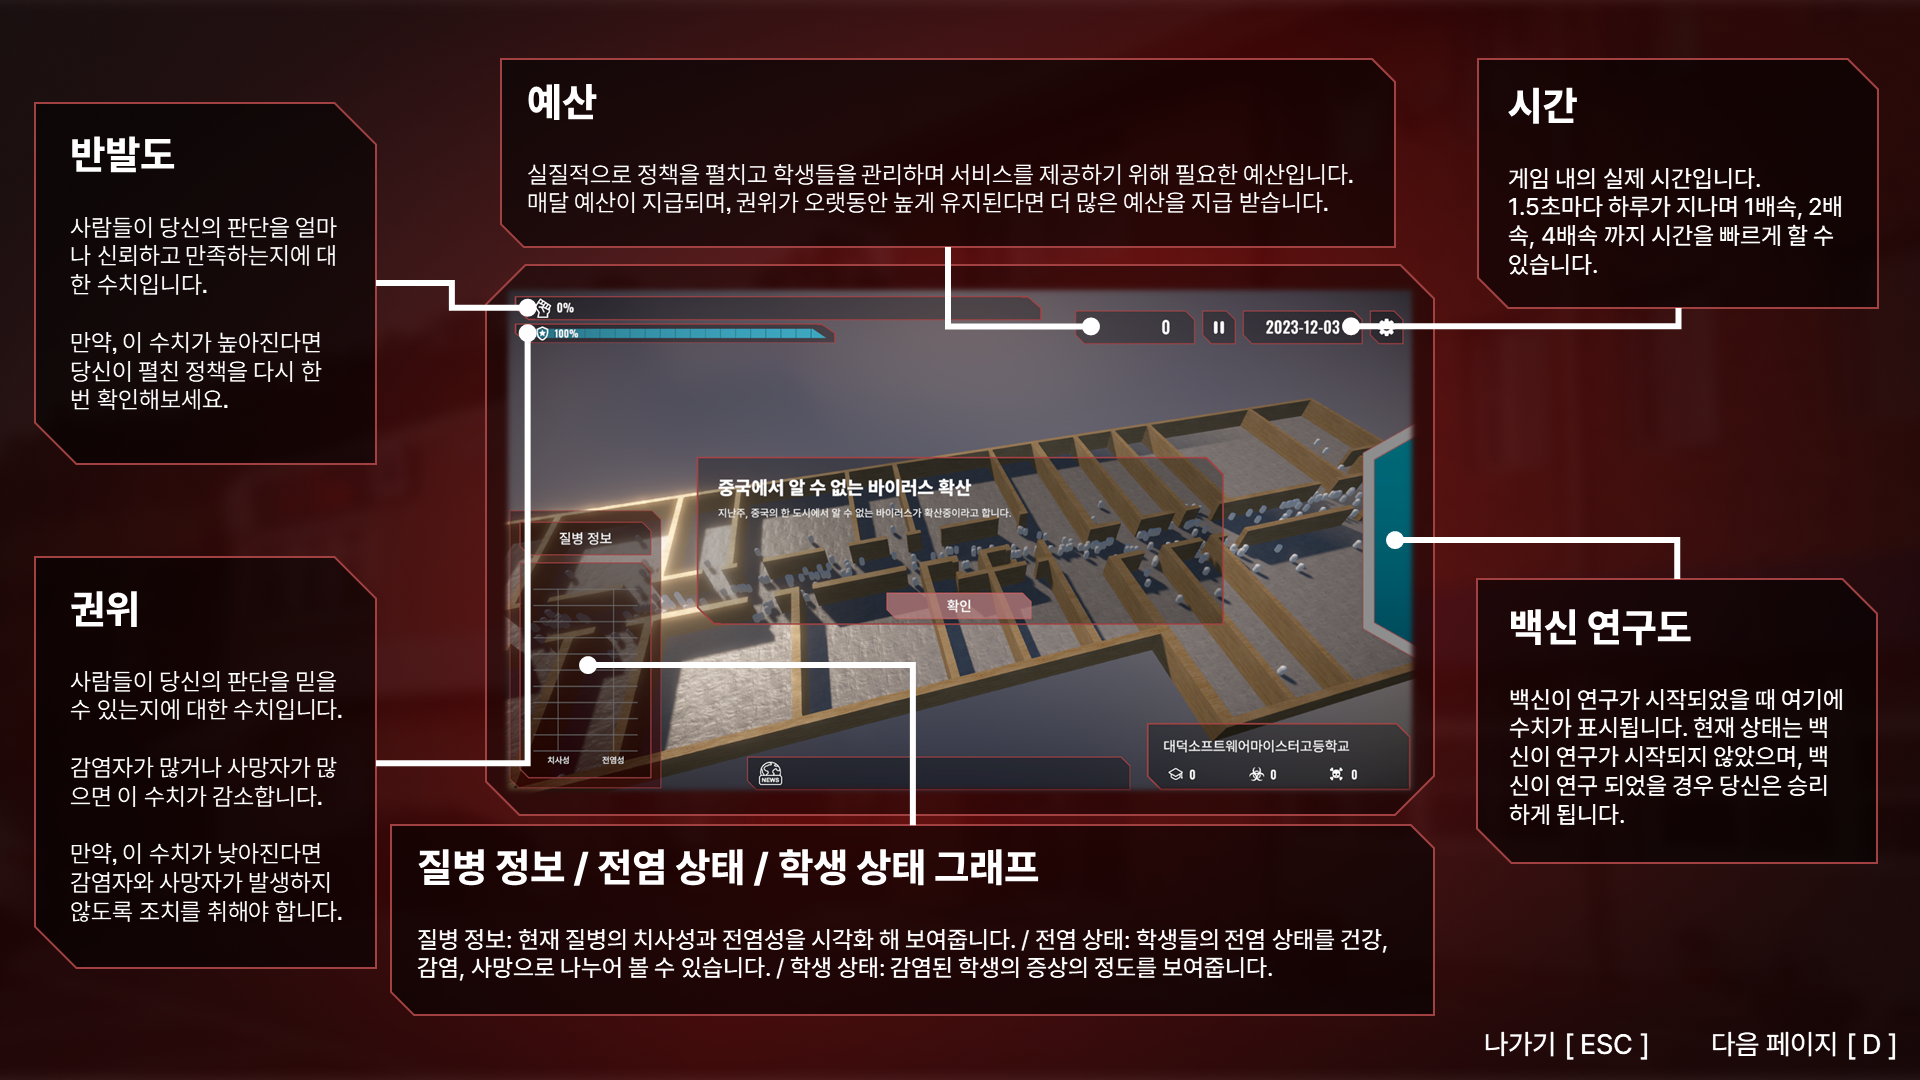 반발도
사람들이 당신의 판단을 얼마
나 신뢰하고 만족하는지에 대
한 수치입니다.
만약, 이 수치가 높아진다면
당신이 펼친 정책을 다시 한
번 확인해보세요.
예산
실질적으로 정책을 펼치고 학생들을 관리하며 서비스를 제공하기 위해 필요한 예산입니다.
매달 예산이 지급되며, 권위가 오랫동안 높게 유지된다면 더 많은 예산을 지급 받습니다.
시간
게임 내의 실제 시간입니다.
1.5초마다 하루가 지나며 1배속, 2배
속, 4배속 까지 시간을 빠르게 할 수
있습니다.
0%
100%
0
2023-12-03
중국에서 알 수 없는 바이러스 확산
지난주, 중국의 한 도시에서 알 수 없는 바이러스가 확산중이라고 합니다.
확인
질병 정보
치사성 전염성
NEWS
대덕소프트웨어마이스터고등학교
0 0 0
권위
사람들이 당신의 판단을 믿을
수 있는지에 대한 수치입니다.
감염자가 많거나 사망자가 많
으면 이 수치가 감소합니다.
만약, 이 수치가 낮아진다면
감염자와 사망자가 발생하지
않도록 조치를 취해야 합니다.
백신 연구도
백신이 연구가 시작되었을 때 여기에
수치가 표시됩니다. 현재 상태는 백
신이 연구가 시작되지 않았으며, 백
신이 연구 되었을 경우 당신은 승리
하게 됩니다.
질병 정보 / 전염 상태 / 학생 상태 그래프
질병 정보: 현재 질병의 치사성과 전염성을 시각화 해 보여줍니다. / 전염 상태: 학생들의 전염 상태를 건강,
감염, 사망으로 나누어 볼 수 있습니다. / 학생 상태: 감염된 학생의 증상의 정도를 보여줍니다.
나가기 [ ESC ] 다음 페이지 [ D ]